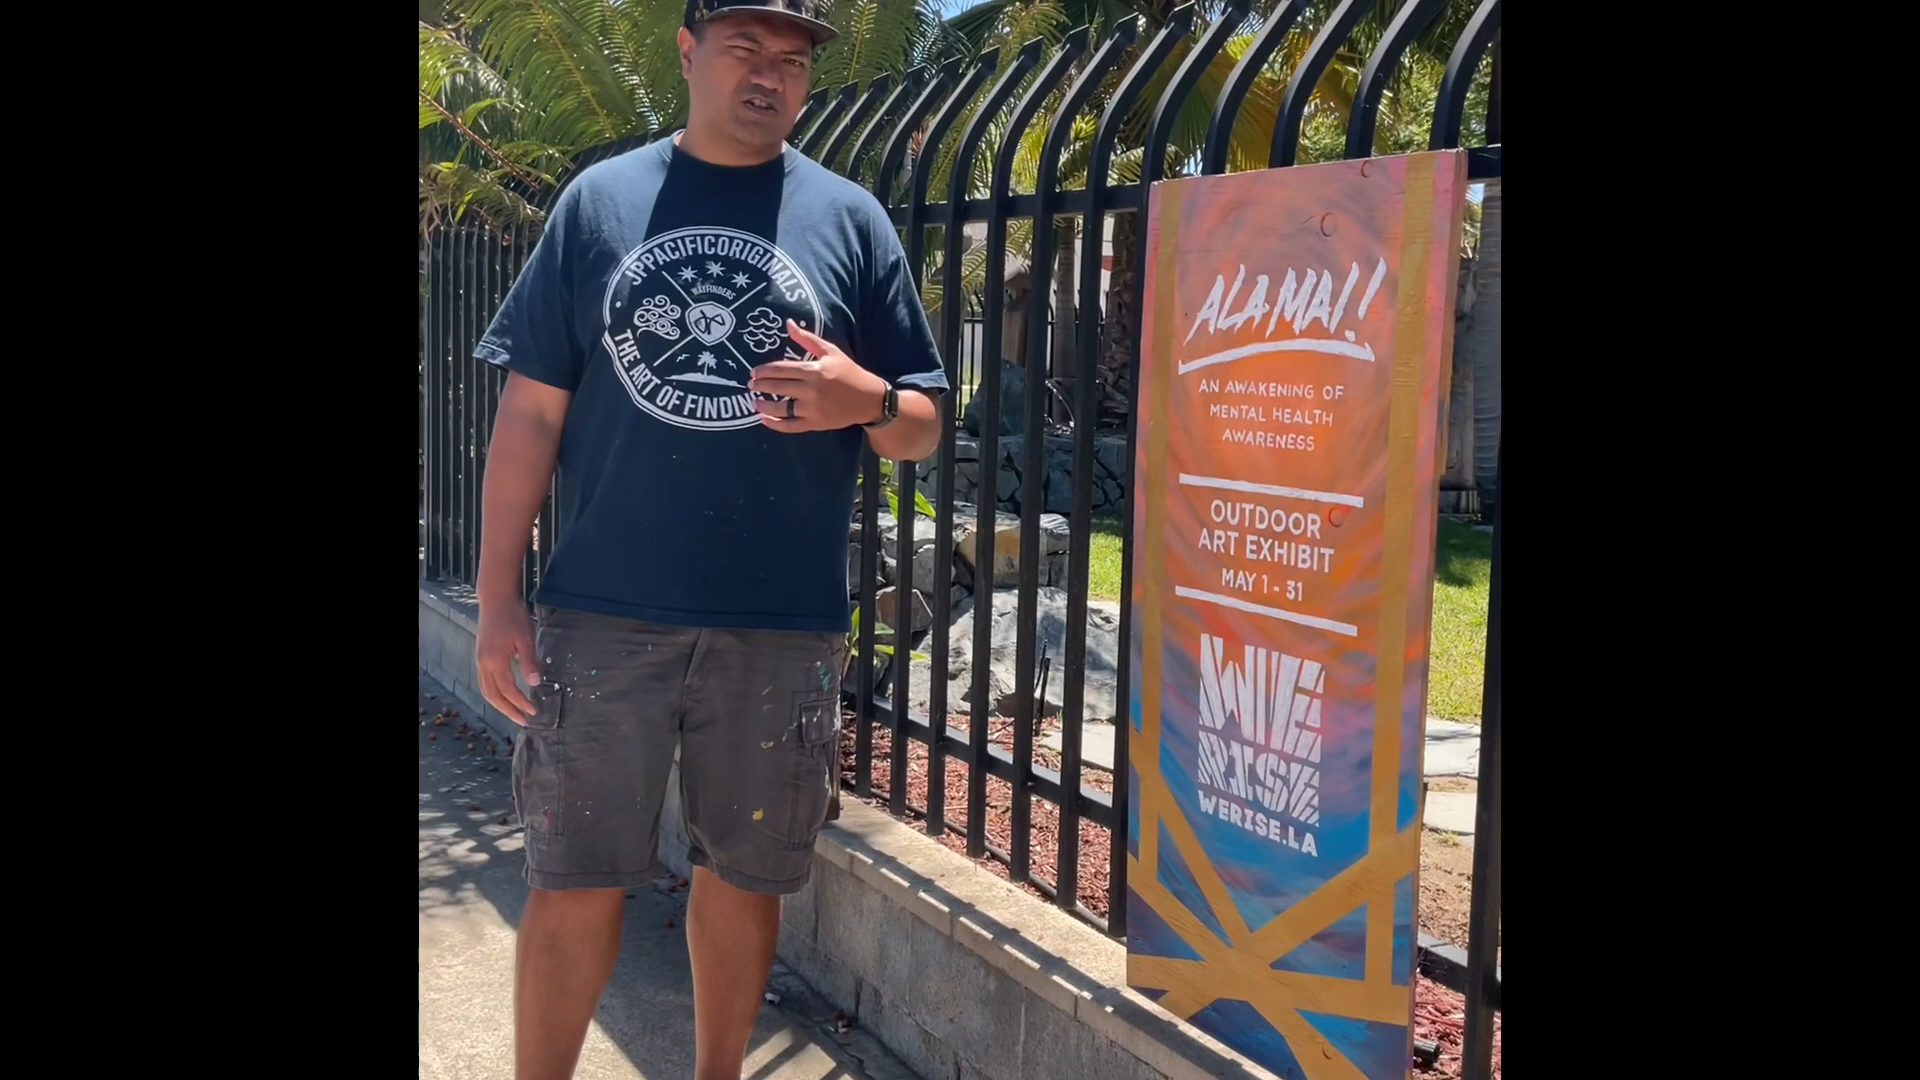 JPPACIFICORIGINALS
WAYFINDERS
JP
THE ART OF FINDIN
ALA MAI!
AN AWAKENING OF
MENTAL HEALTH
AWARENESS
OUTDOOR
ART EXHIBIT
MAY 1 - 31
WE
RISE
WERISE.LA